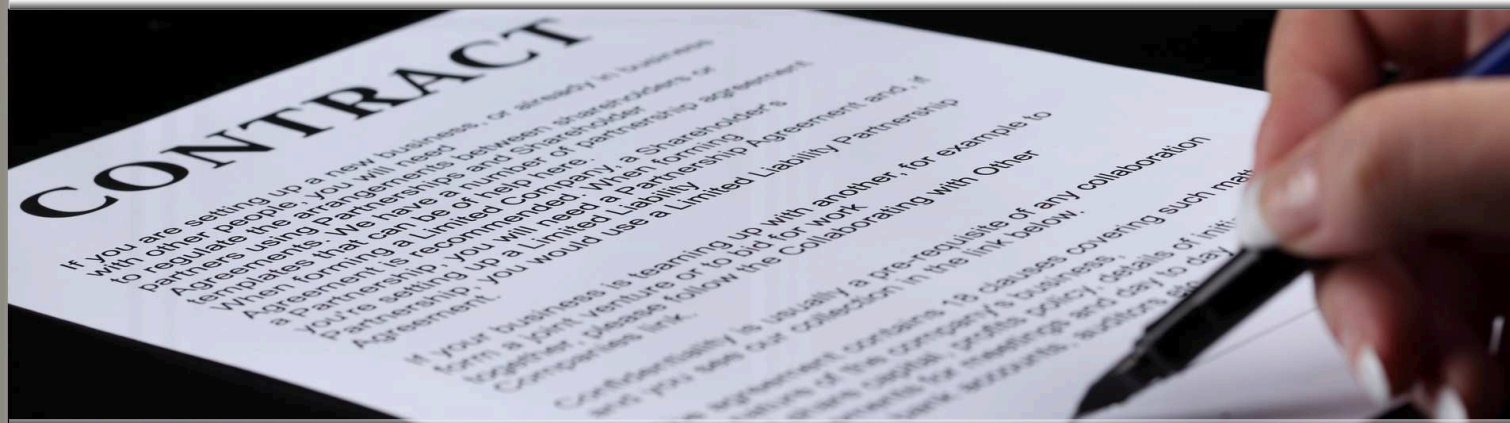 CONTRACT
If you are setting up a new business, or already in business
with other people, you will need
to regulate the arrangements between shareholders or
partners using Partnerships and Shareholder
Agreements. We have a number of partnership agreement
templates that can be of help here.
When forming a Limited Company, a Shareholder's
Agreement is recommended. When forming
a Partnership, you will need a Partnership Agreement and, if
you're setting up a Limited Liability
Partnership, you would use a Limited Liability Partnership
Agreement.
If your business is teaming up with another, for example to
form a joint venture or to bid for work
together, please follow the Collaborating with Other
Companies link.
Confidentiality is usually a pre-requisite of any collaboration
and you see our collection in the link below.
agreement contains 18 clauses covering such
nature of the company's business,
share capital, profits policy, details of
for meetings and day to day
bank accounts, auditors